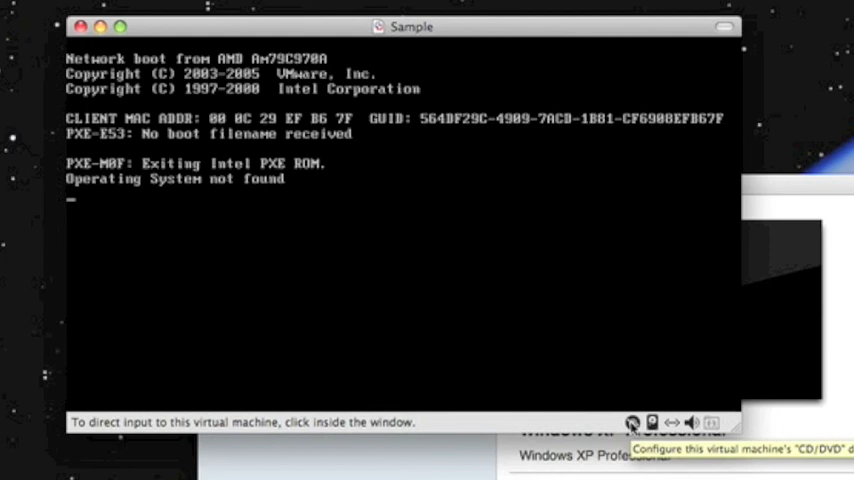 Sample
Network boot from AMD Am79C970A
Copyright (C) 2003-2005 VMware, Inc.
Copyright (C) 1997-2000 Intel Corporation
CLIENT MAC ADDR: 00 0C 29 EF B6 7F GUID: 564DF29C-4909-7ACD-1B81-CF6908EFB67F
PXE-E53: No boot filename received
PXE-M0F: Exiting Intel PXE ROM.
Operating System not found
To direct input to this virtual machine, click inside the window.
Windows XP Professional
Configure this virtual machine's "CD/DVD" d
Windows XP Profes